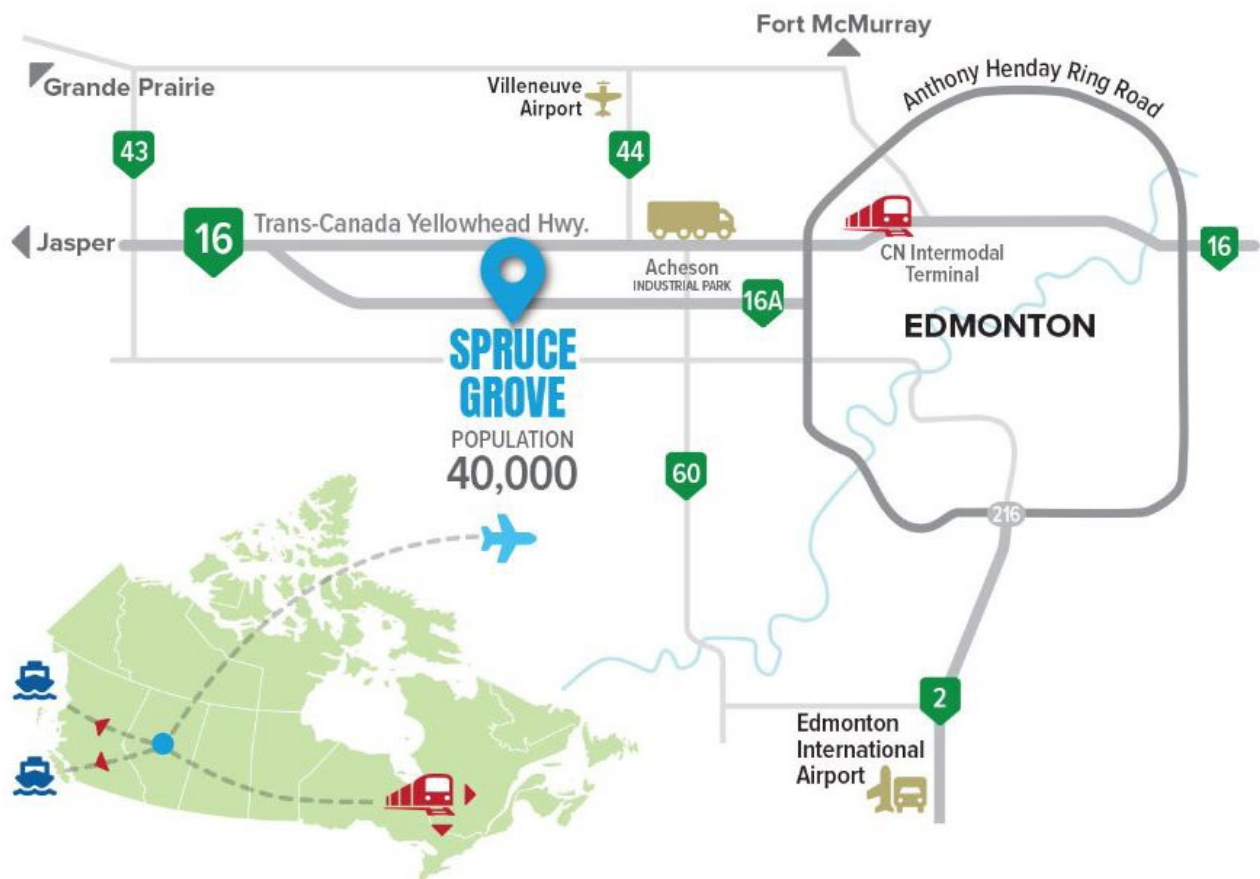 Fort McMurray
Grande Prairie
Villeneuve
Airport
Anthony Henday Ring Road
43
44
Trans-Canada Yellowhead Hwy.
16
Jasper
CN Intermodal
Terminal
16
Acheson
INDUSTRIAL PARK
16A
EDMONTON
SPRUCE
GROVE
POPULATION
40,000
60
216
2
Edmonton
International
Airport